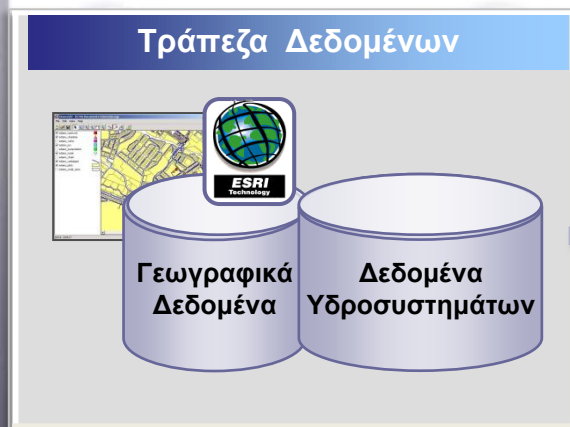 Τράπεζα Δεδομένων
ESRI
Technology
Γεωγραφικά
Δεδομένα
Δεδομένα
Υδροσυστημάτων